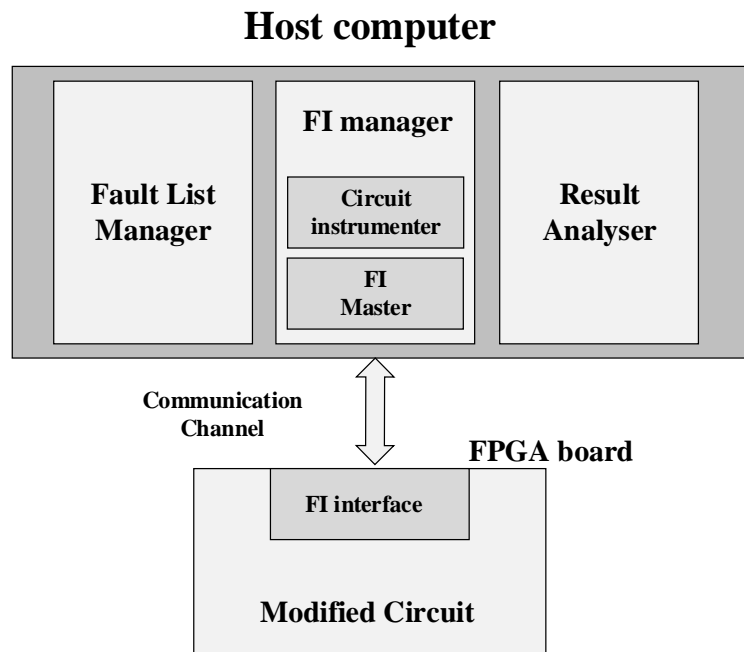 Host computer
Fault List
Manager
FI manager
Circuit
instrumenter
FI
Master
Result
Analyser
Communication
Channel
FPGA board
FI interface
Modified Circuit